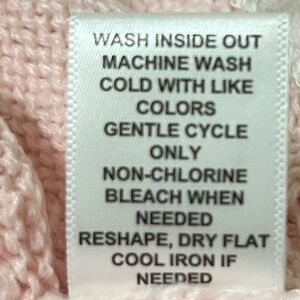 WASH INSIDE OUT
MACHINE WASH
COLD WITH LIKE
COLORS
GENTLE CYCLE
ONLY
NON-CHLORINE
BLEACH WHEN
NEEDED
RESHAPE, DRY FLAT
COOL IRON IF
NEEDED